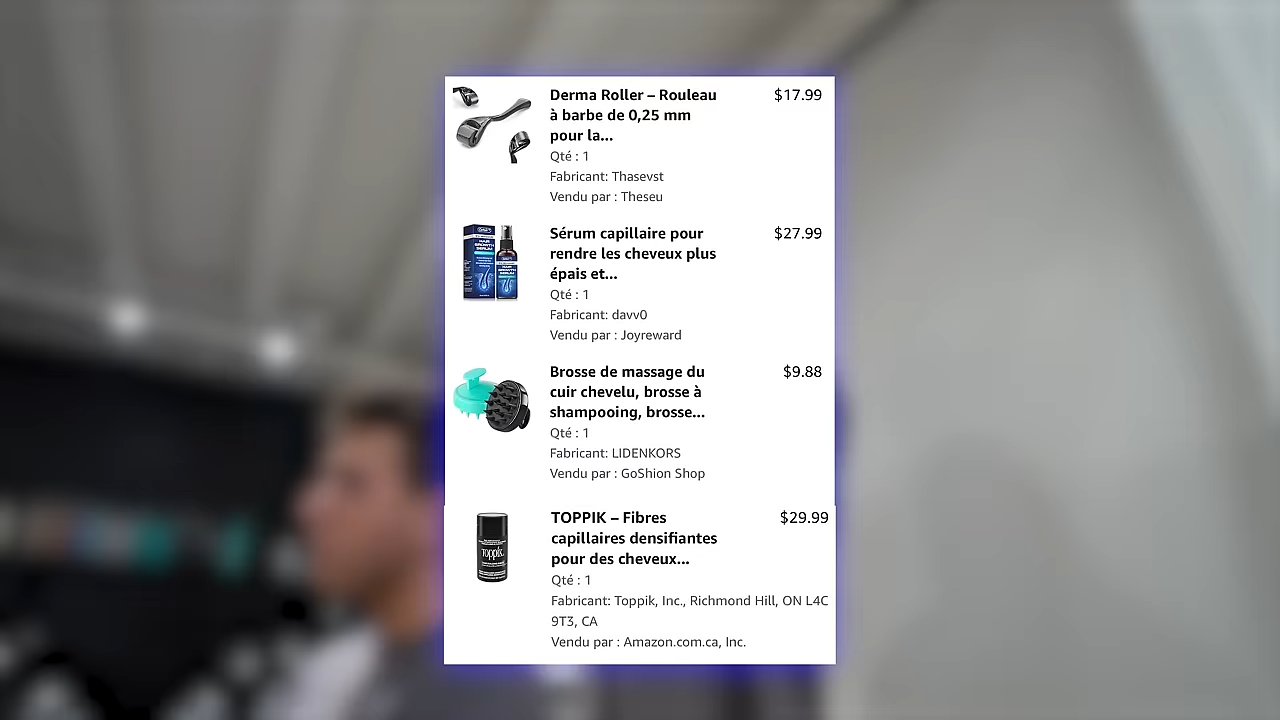 Derma Roller – Rouleau
à barbe de 0,25 mm
pour la...
$17.99
Qté : 1
Fabricant: Thasevst
Vendu par : Theseu
Sérum capillaire pour
rendre les cheveux plus
épais et...
$27.99
Qté : 1
Fabricant: davv0
Vendu par : Joyreward
HAIR
GROWTH
SERUM
Brosse de massage du
cuir chevelu, brosse à
shampooing, brosse...
$9.88
Qté : 1
Fabricant: LIDENKORS
Vendu par : GoShion Shop
TOPPIK – Fibres
capillaires densifiantes
pour des cheveux...
$29.99
Qté : 1
Fabricant: Toppik, Inc., Richmond Hill, ON L4C
9T3, CA
Vendu par : Amazon.com.ca, Inc.
Toppik